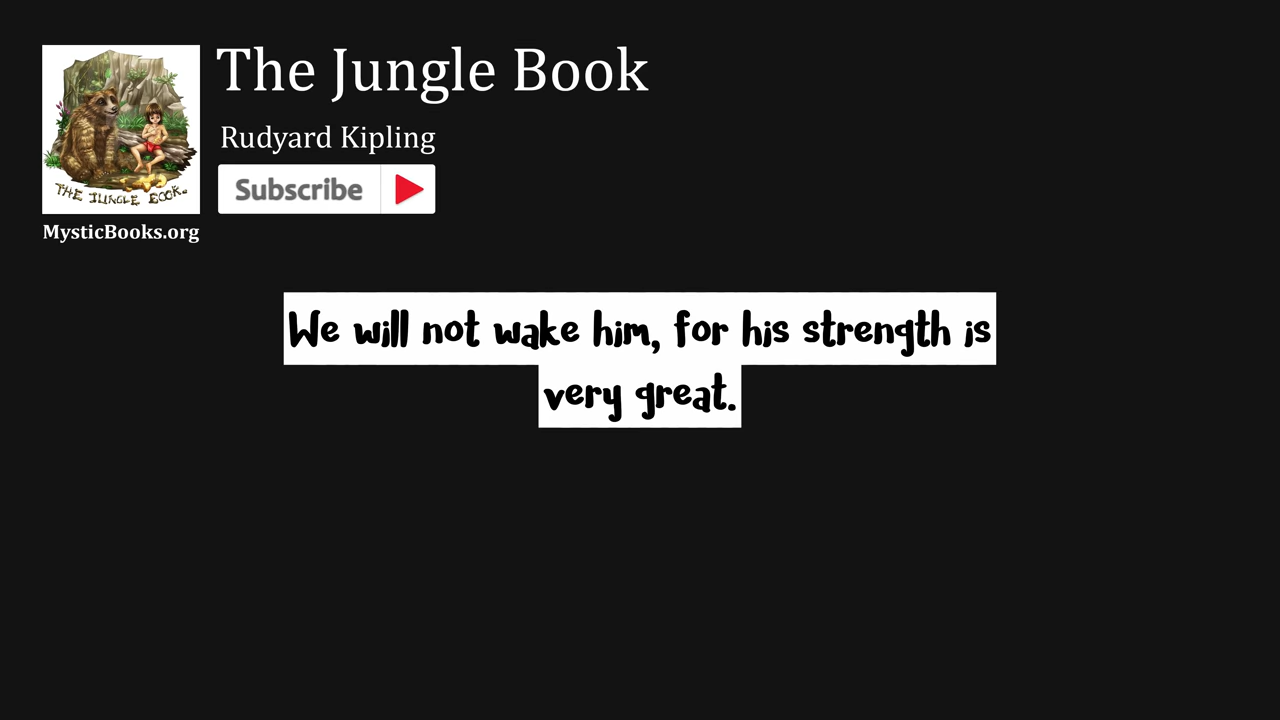 The Jungle Book
Rudyard Kipling
Subscribe
THE JUNGLE BOOK.
MysticBooks.org
We will not wake him, for his strength is
very great.